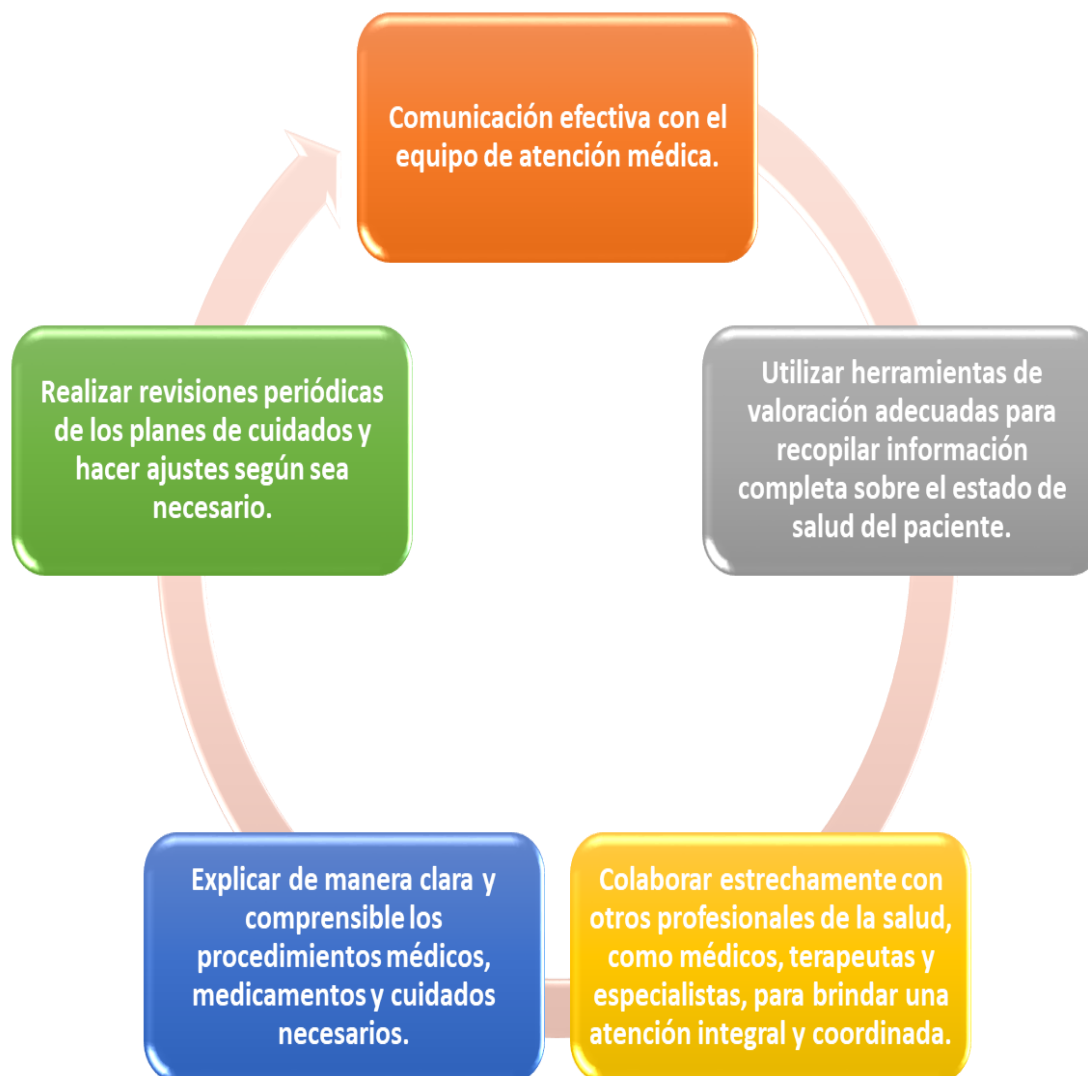 Comunicación efectiva con el
equipo de atención médica.
Utilizar herramientas de
valoración adecuadas para
recopilar información
completa sobre el estado de
salud del paciente.
Colaborar estrechamente con
otros profesionales de la salud,
como médicos, terapeutas y
especialistas, para brindar una
atención integral y coordinada.
Explicar de manera clara y
comprensible los
procedimientos médicos,
medicamentos y cuidados
necesarios.
Realizar revisiones periódicas
de los planes de cuidados y
hacer ajustes según sea
necesario.